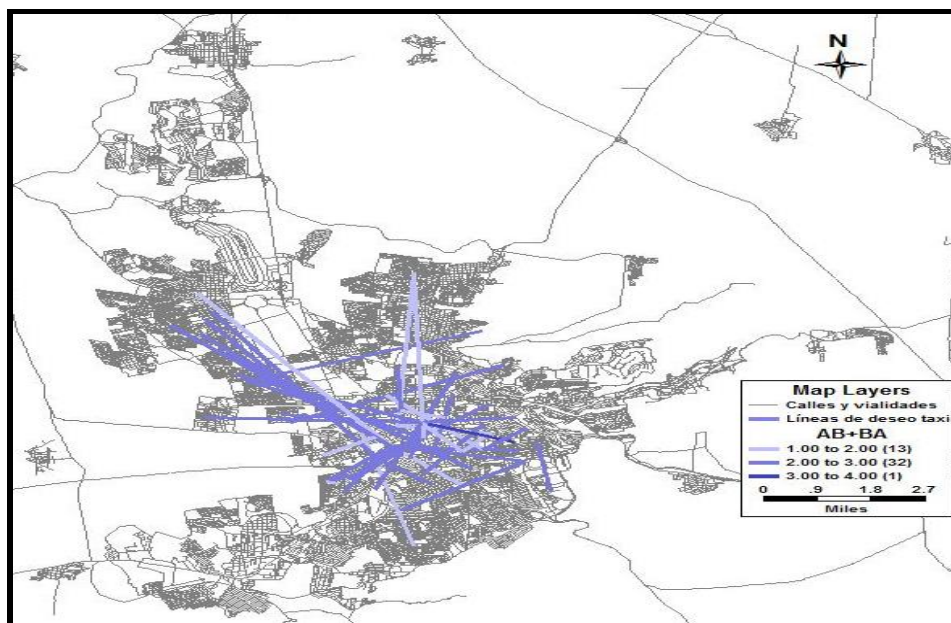 N
Map Layers
Calles y vialidades
Líneas de deseo taxi
AB+BA
1.00 to 2.00 (13)
2.00 to 3.00 (32)
3.00 to 4.00 (1)
0 .9 1.8 2.7
Miles